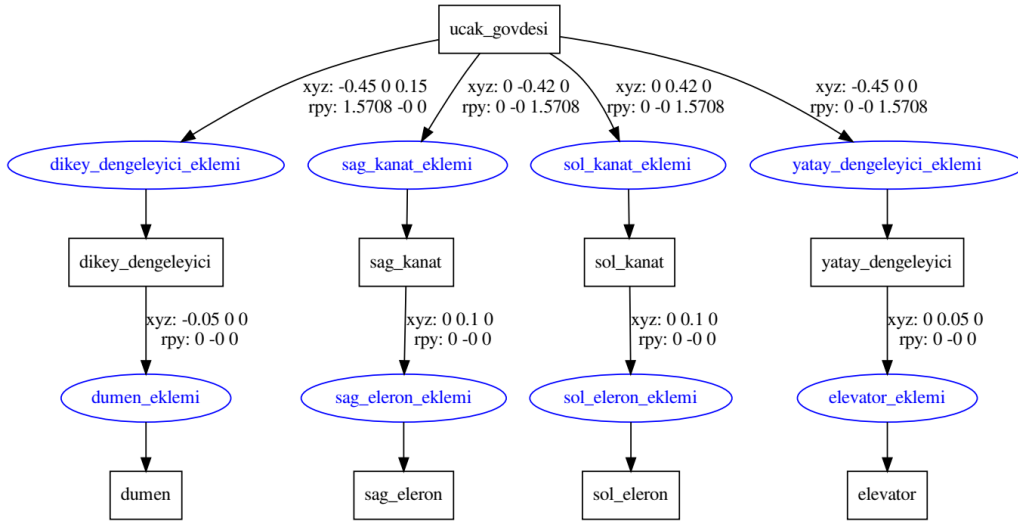 ucak_govdesi
xyz: -0.45 0 0.15
rpy: 1.5708 -0 0
xyz: 0 -0.42 0
rpy: 0 -0 1.5708
xyz: 0 0.42 0
rpy: 0 -0 1.5708
xyz: -0.45 0 0
rpy: 0 -0 1.5708
dikey_dengeleyici_eklemi
sag_kanat_eklemi
sol_kanat_eklemi
yatay_dengeleyici_eklemi
dikey_dengeleyici
sag_kanat
sol_kanat
yatay_dengeleyici
xyz: -0.05 0 0
rpy: 0 -0 0
xyz: 0 0.1 0
rpy: 0 -0 0
xyz: 0 0.1 0
rpy: 0 -0 0
xyz: 0 0.05 0
rpy: 0 -0 0
dumen_eklemi
sag_eleron_eklemi
sol_eleron_eklemi
elevator_eklemi
dumen
sag_eleron
sol_eleron
elevator